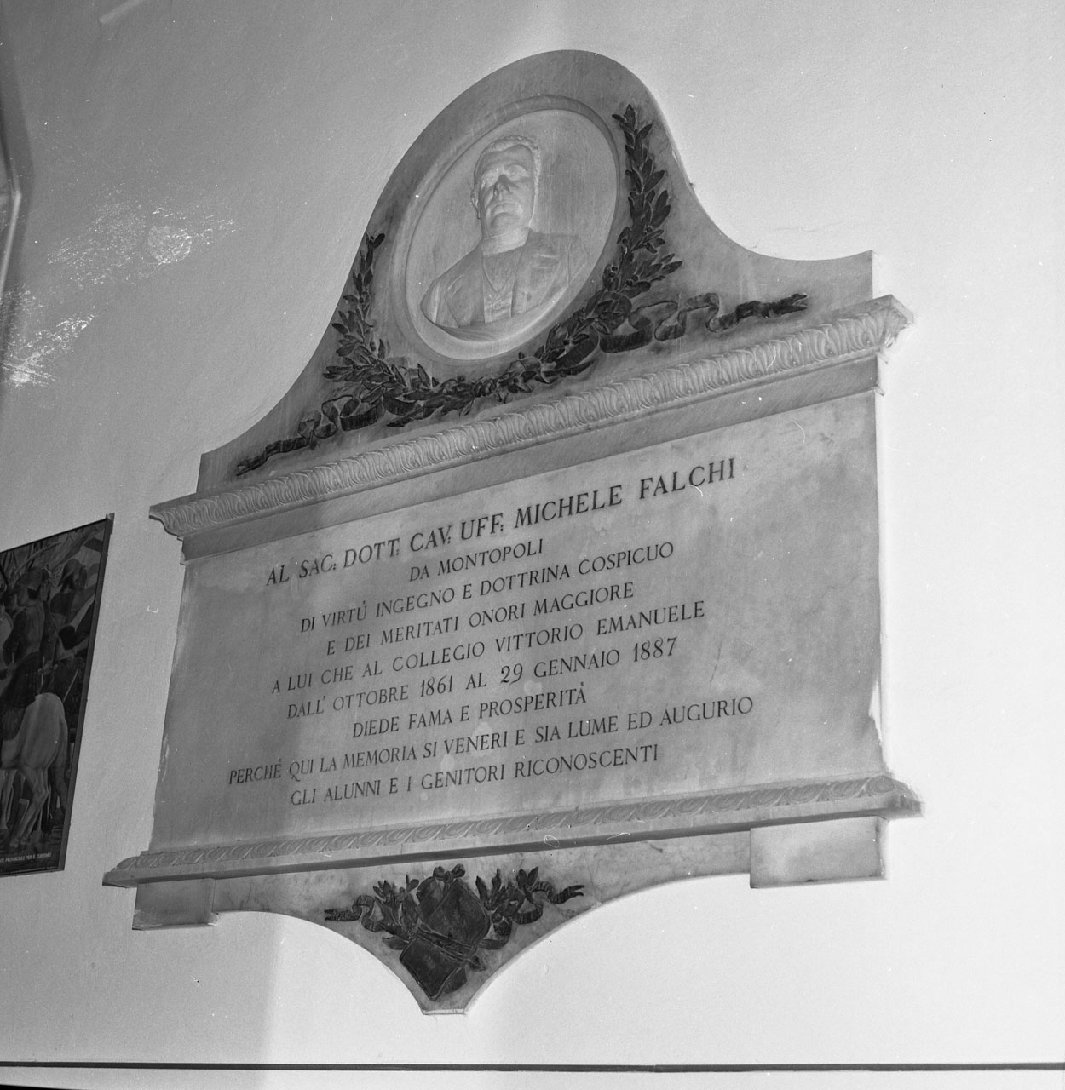 AL SAC: DOTT: CAV: UFF: MICHELE FALCHI
DA MONTOPOLI
DI VIRTÙ INGEGNO E DOTTRINA COSPICUO
E DEI MERITATI ONORI MAGGIORE
A LUI CHE AL COLLEGIO VITTORIO EMANUELE
DALL' OTTOBRE 1861 AL 29 GENNAJO 1887
DIEDE FAMA E PROSPERITÀ
PERCHÈ QUI LA MEMORIA SI VENERI E SIA LUME ED AUGURIO
GLI ALUNNI E I GENITORI RICONOSCENTI